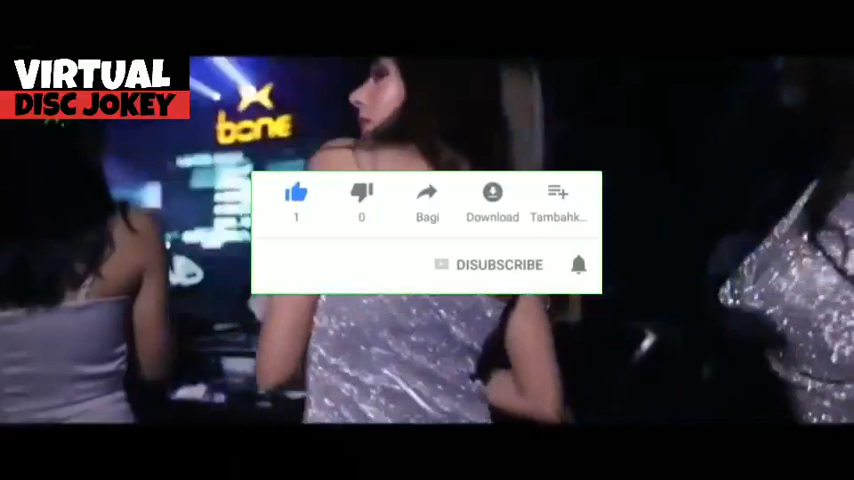 VIRTUAL
DISC JOKEY
bone
1
0
Bagi
Download
Tambahk...
DISUBSCRIBE